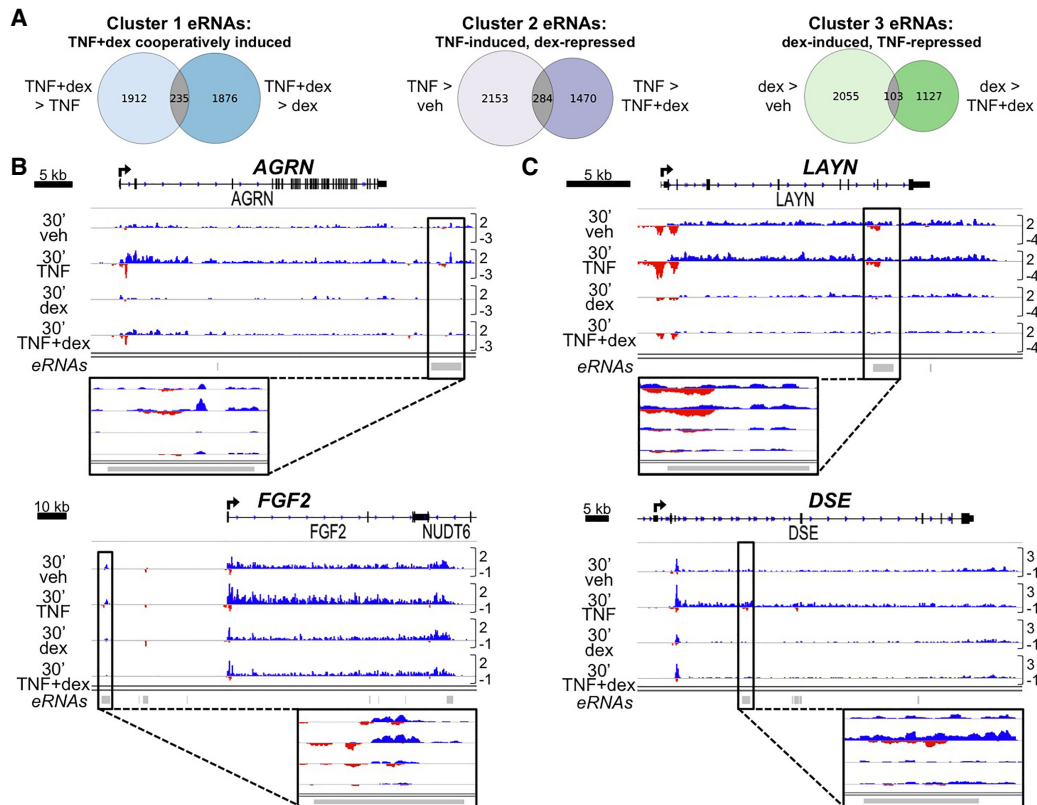 A
Cluster 1 eRNAs:
TNF+dex cooperatively induced
TNF+dex
> TNF
1912
235
1876
TNF+dex
> dex
Cluster 2 eRNAs:
TNF-induced, dex-repressed
TNF >
veh
2153
284
1470
TNF >
TNF+dex
Cluster 3 eRNAs:
dex-induced, TNF-repressed
dex >
veh
2055
103
1127
dex >
TNF+dex
B
5 kb
AGRN
AGRN
30'
veh
2
-3
30'
TNF
2
-3
30'
dex
2
-3
30'
TNF+dex
2
-3
eRNAs
10 kb
FGF2
FGF2
NUDT6
30'
veh
2
-1
30'
TNF
2
-1
30'
dex
2
-1
30'
TNF+dex
2
-1
eRNAs
C
5 kb
LAYN
LAYN
30'
veh
2
-4
30'
TNF
2
-4
30'
dex
2
-4
30'
TNF+dex
2
-4
eRNAs
5 kb
DSE
DSE
30'
veh
3
-1
30'
TNF
3
-1
30'
dex
3
-1
30'
TNF+dex
3
-1
eRNAs